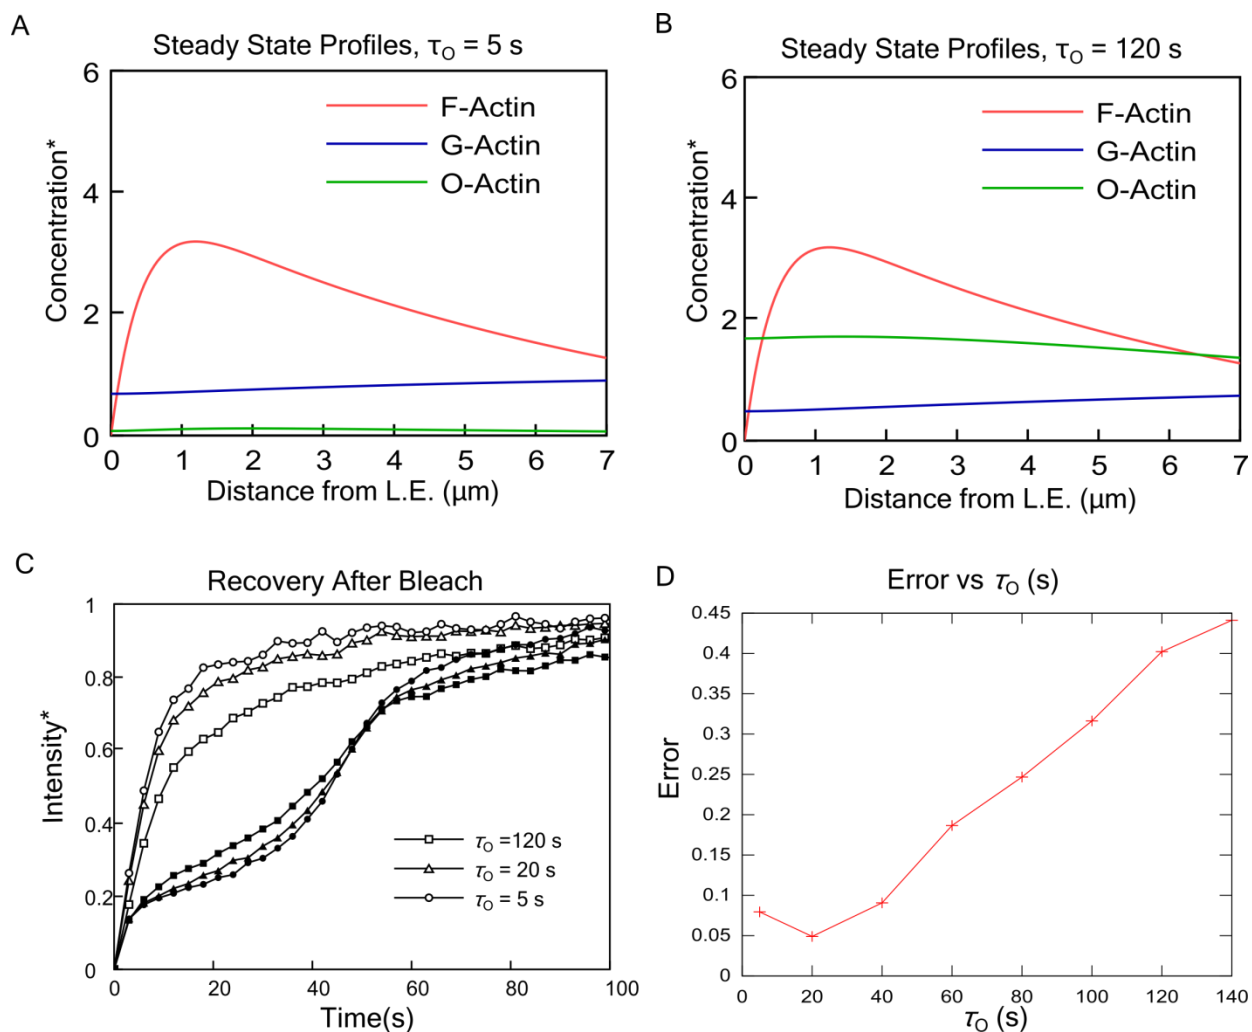 A
Steady State Profiles, τO = 5 s
Concentration*
6
4
2
0
F-Actin
G-Actin
O-Actin
0 1 2 3 4 5 6 7
Distance from L.E. (μm)
B
Steady State Profiles, τO = 120 s
Concentration*
6
4
2
0
F-Actin
G-Actin
O-Actin
0 1 2 3 4 5 6 7
Distance from L.E. (μm)
C
Recovery After Bleach
Intensity*
1
0.8
0.6
0.4
0.2
0
τO =120 s
τO = 20 s
τO = 5 s
0 20 40 60 80 100
Time(s)
D
Error vs τO (s)
Error
0.45
0.4
0.35
0.3
0.25
0.2
0.15
0.1
0.05
0
0 20 40 60 80 100 120 140
τO (s)